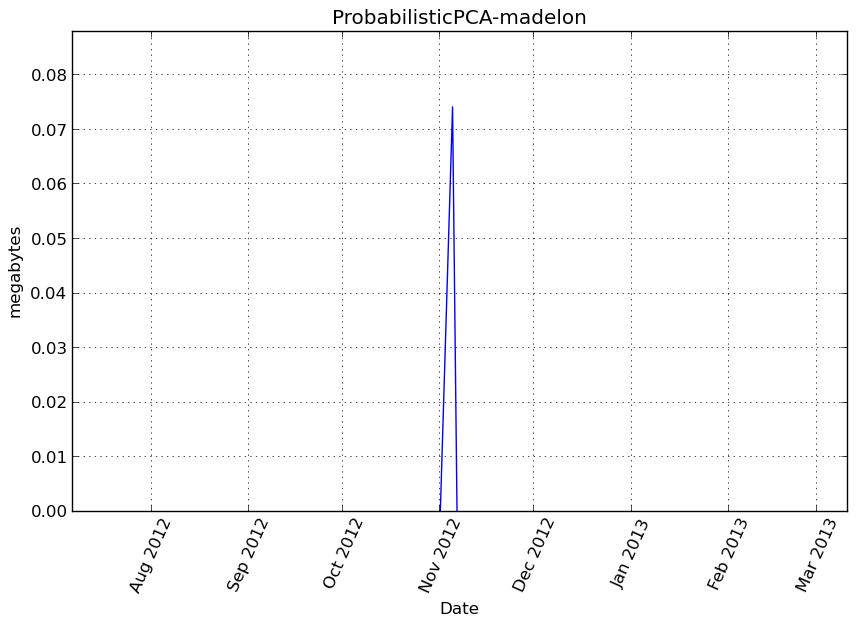 ProbabilisticPCA-madelon
0.08
0.07
0.06
0.05
0.04
0.03
0.02
0.01
0.00
megabytes
Aug 2012
Sep 2012
Oct 2012
Nov 2012
Dec 2012
Jan 2013
Feb 2013
Mar 2013
Date